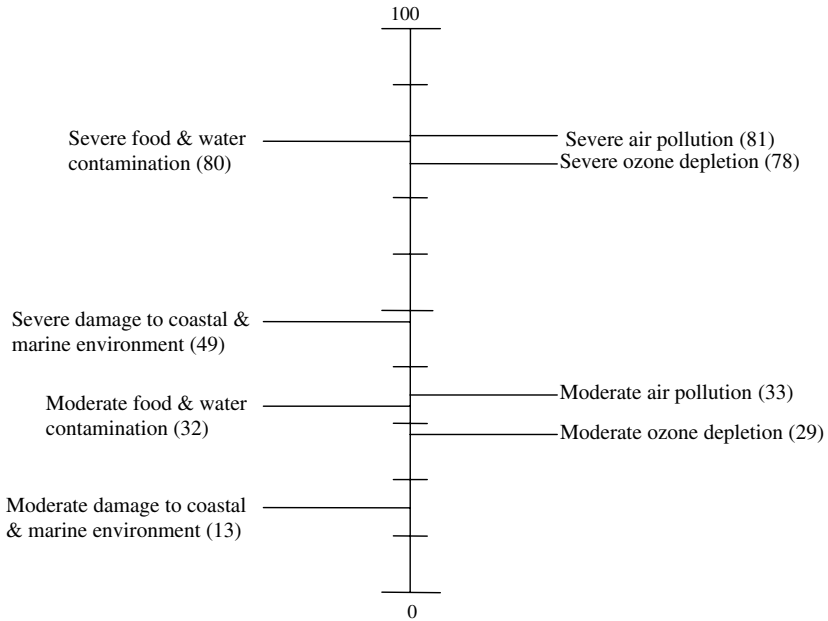 100
Severe food & water
contamination (80)
Severe air pollution (81)
Severe ozone depletion (78)
Severe damage to coastal &
marine environment (49)
Moderate air pollution (33)
Moderate food & water
contamination (32)
Moderate ozone depletion (29)
Moderate damage to coastal
& marine environment (13)
0